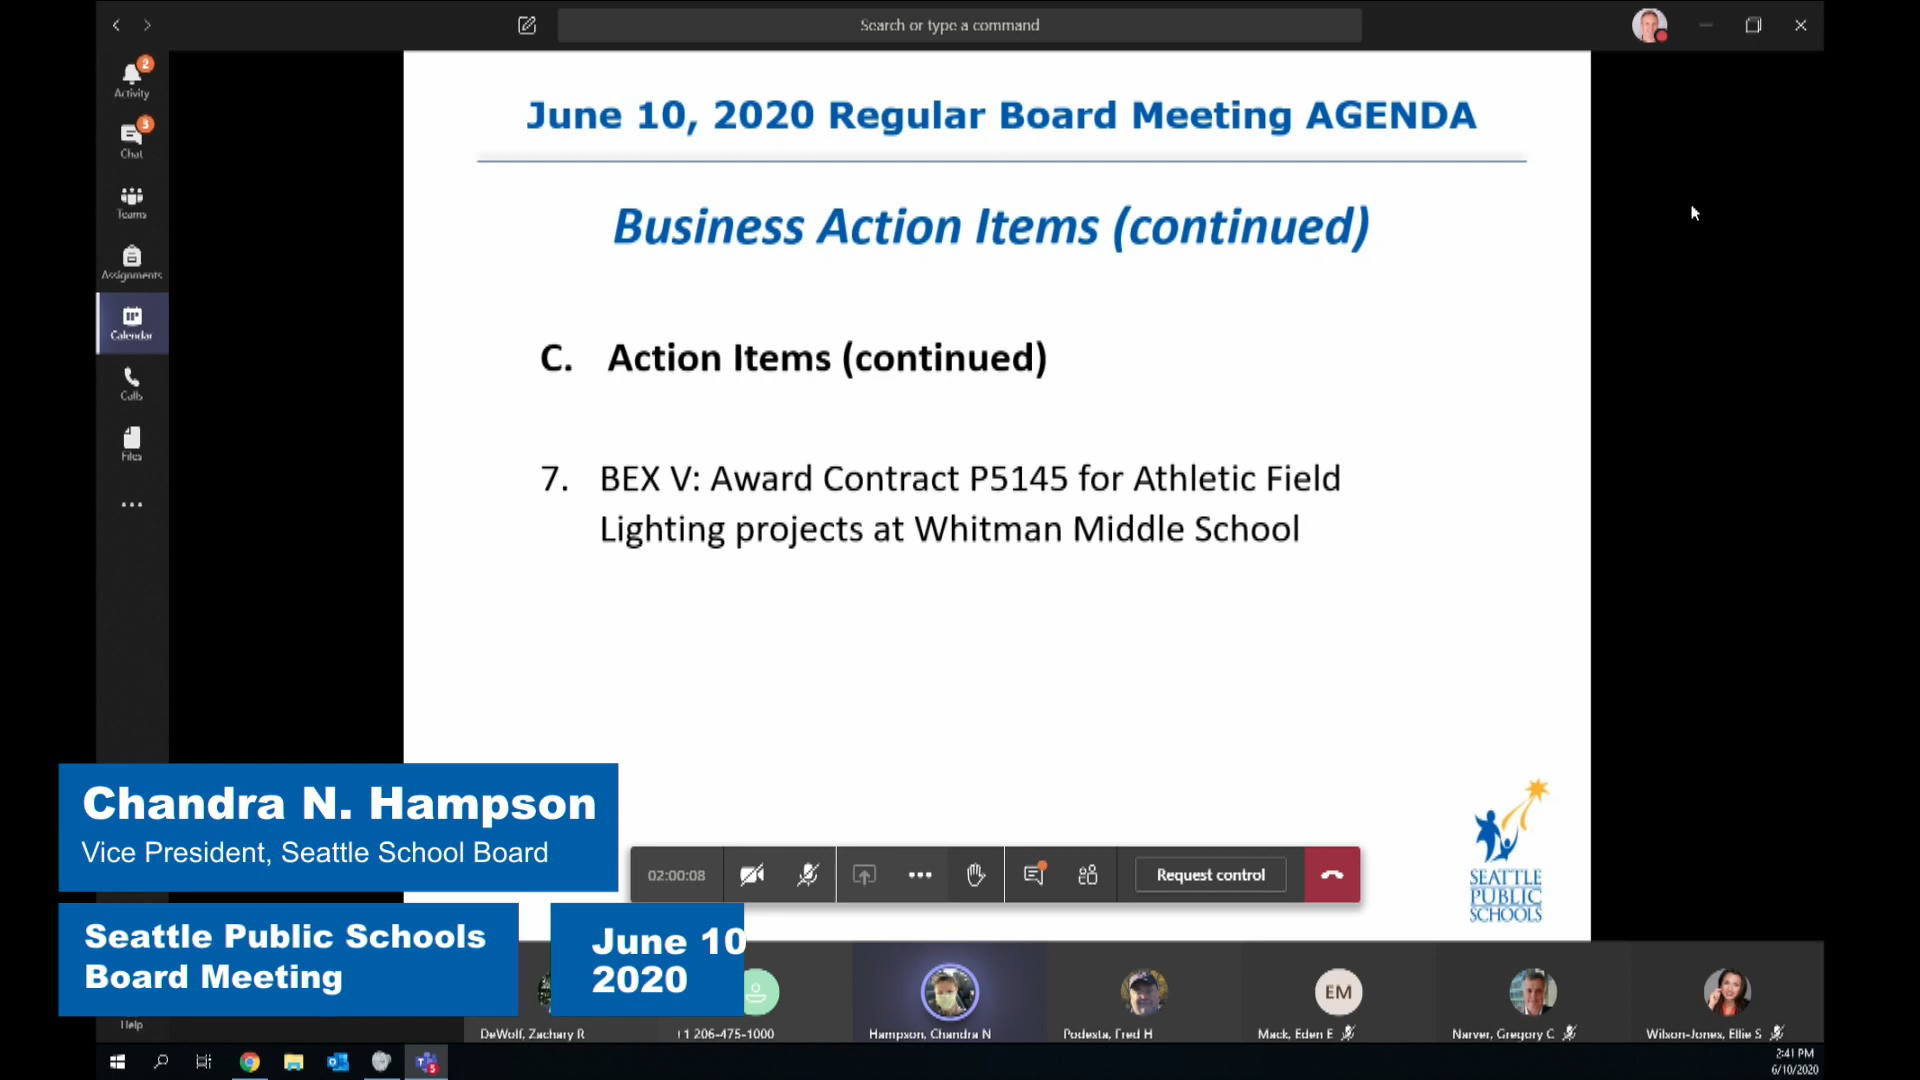 Search or type a command
2
Activity
3
Chat
Teams
Assignments
Calendar
Calls
Files
Help
June 10, 2020 Regular Board Meeting AGENDA
Business Action Items (continued)
C. Action Items (continued)
7. BEX V: Award Contract P5145 for Athletic Field
Lighting projects at Whitman Middle School
SEATTLE
PUBLIC
SCHOOLS
Chandra N. Hampson
Vice President, Seattle School Board
02:00:08
Request control
Seattle Public Schools
Board Meeting
June 10
2020
EM
DeWolf, Zachary R
+1 206-475-1000
Hampson, Chandra N
Podesta, Fred H
Mack, Eden E
Narver, Gregory C
Wilson-Jones, Ellie S
5
2:41 PM
6/10/2020